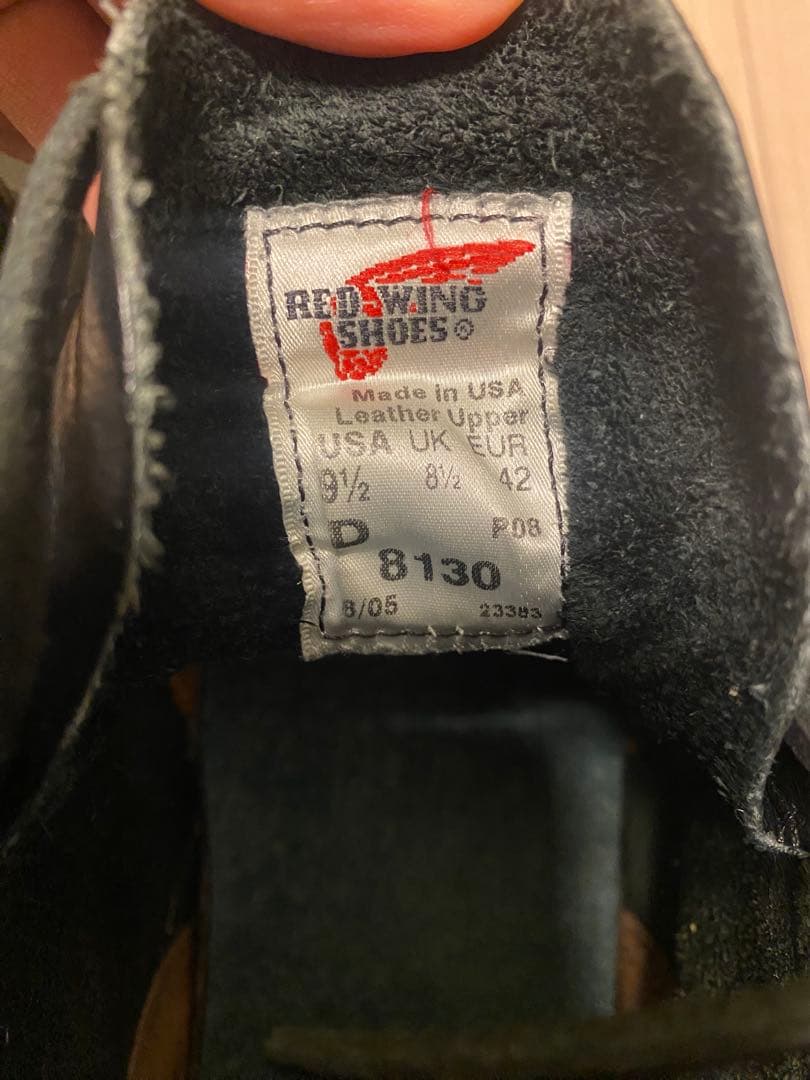 RED WING
SHOES®
Made in USA
Leather Upper
USA UK EUR
9½ 8½ 42
D P08
8130
8/05 23383